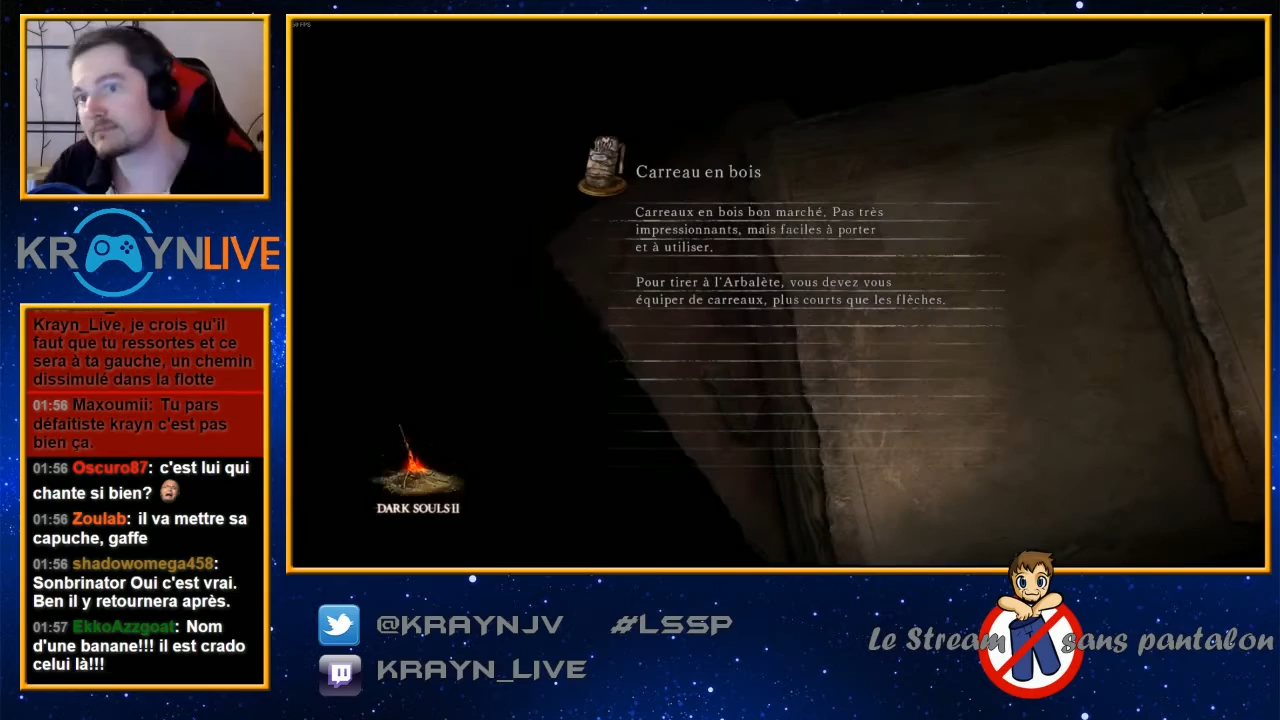 30 FPS
KRAYNLIVE
Krayn_Live, je crois qu'il
faut que tu ressortes et ce
sera à ta gauche, un chemin
dissimulé dans la flotte
01:56 Maxoumii: Tu pars
défaitiste krayn c'est pas
bien ça.
01:56 Oscuro87: c'est lui qui
chante si bien?
01:56 Zoulab: il va mettre sa
capuche, gaffe
01:56 shadowomega458:
Sonbrinator Oui c'est vrai.
Ben il y retournera après.
01:57 EkkoAzzgoat: Nom
d'une banane!!! il est crado
celui là!!!
Carreau en bois
Carreaux en bois bon marché. Pas très
impressionnants, mais faciles à porter
et à utiliser.
Pour tirer à l'Arbalète, vous devez vous
équiper de carreaux, plus courts que les flèches.
DARK SOULS II
@KRAYNJV #LSSP
KRAYN_LIVE
Le Stream sans pantalon